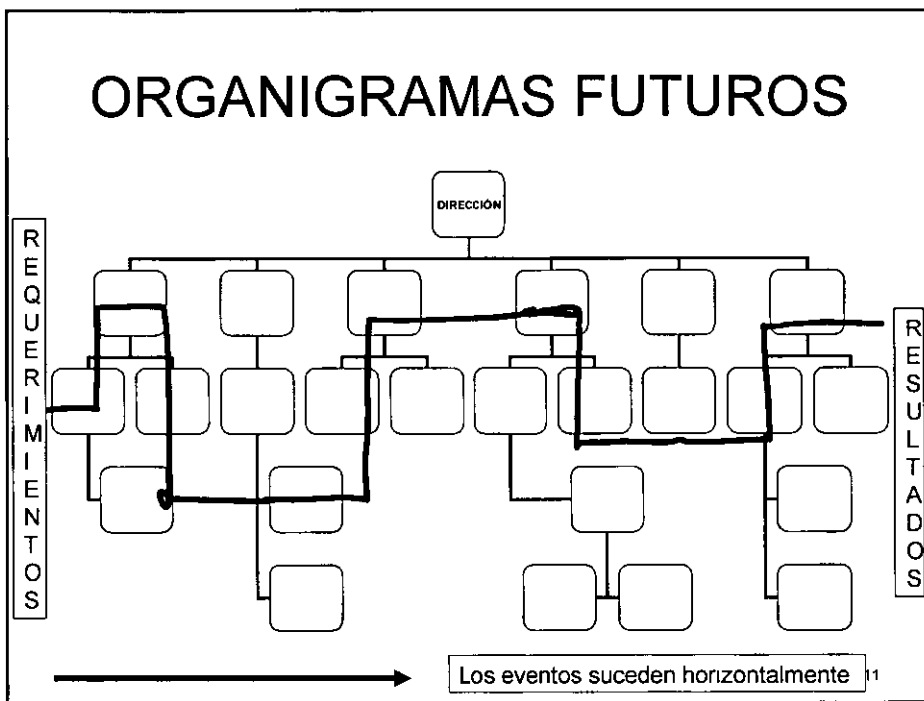 ORGANIGRAMAS FUTUROS
DIRECCIÓN
REQUERIMIENTOS
RESULTADOS
Los eventos suceden horizontalmente
11